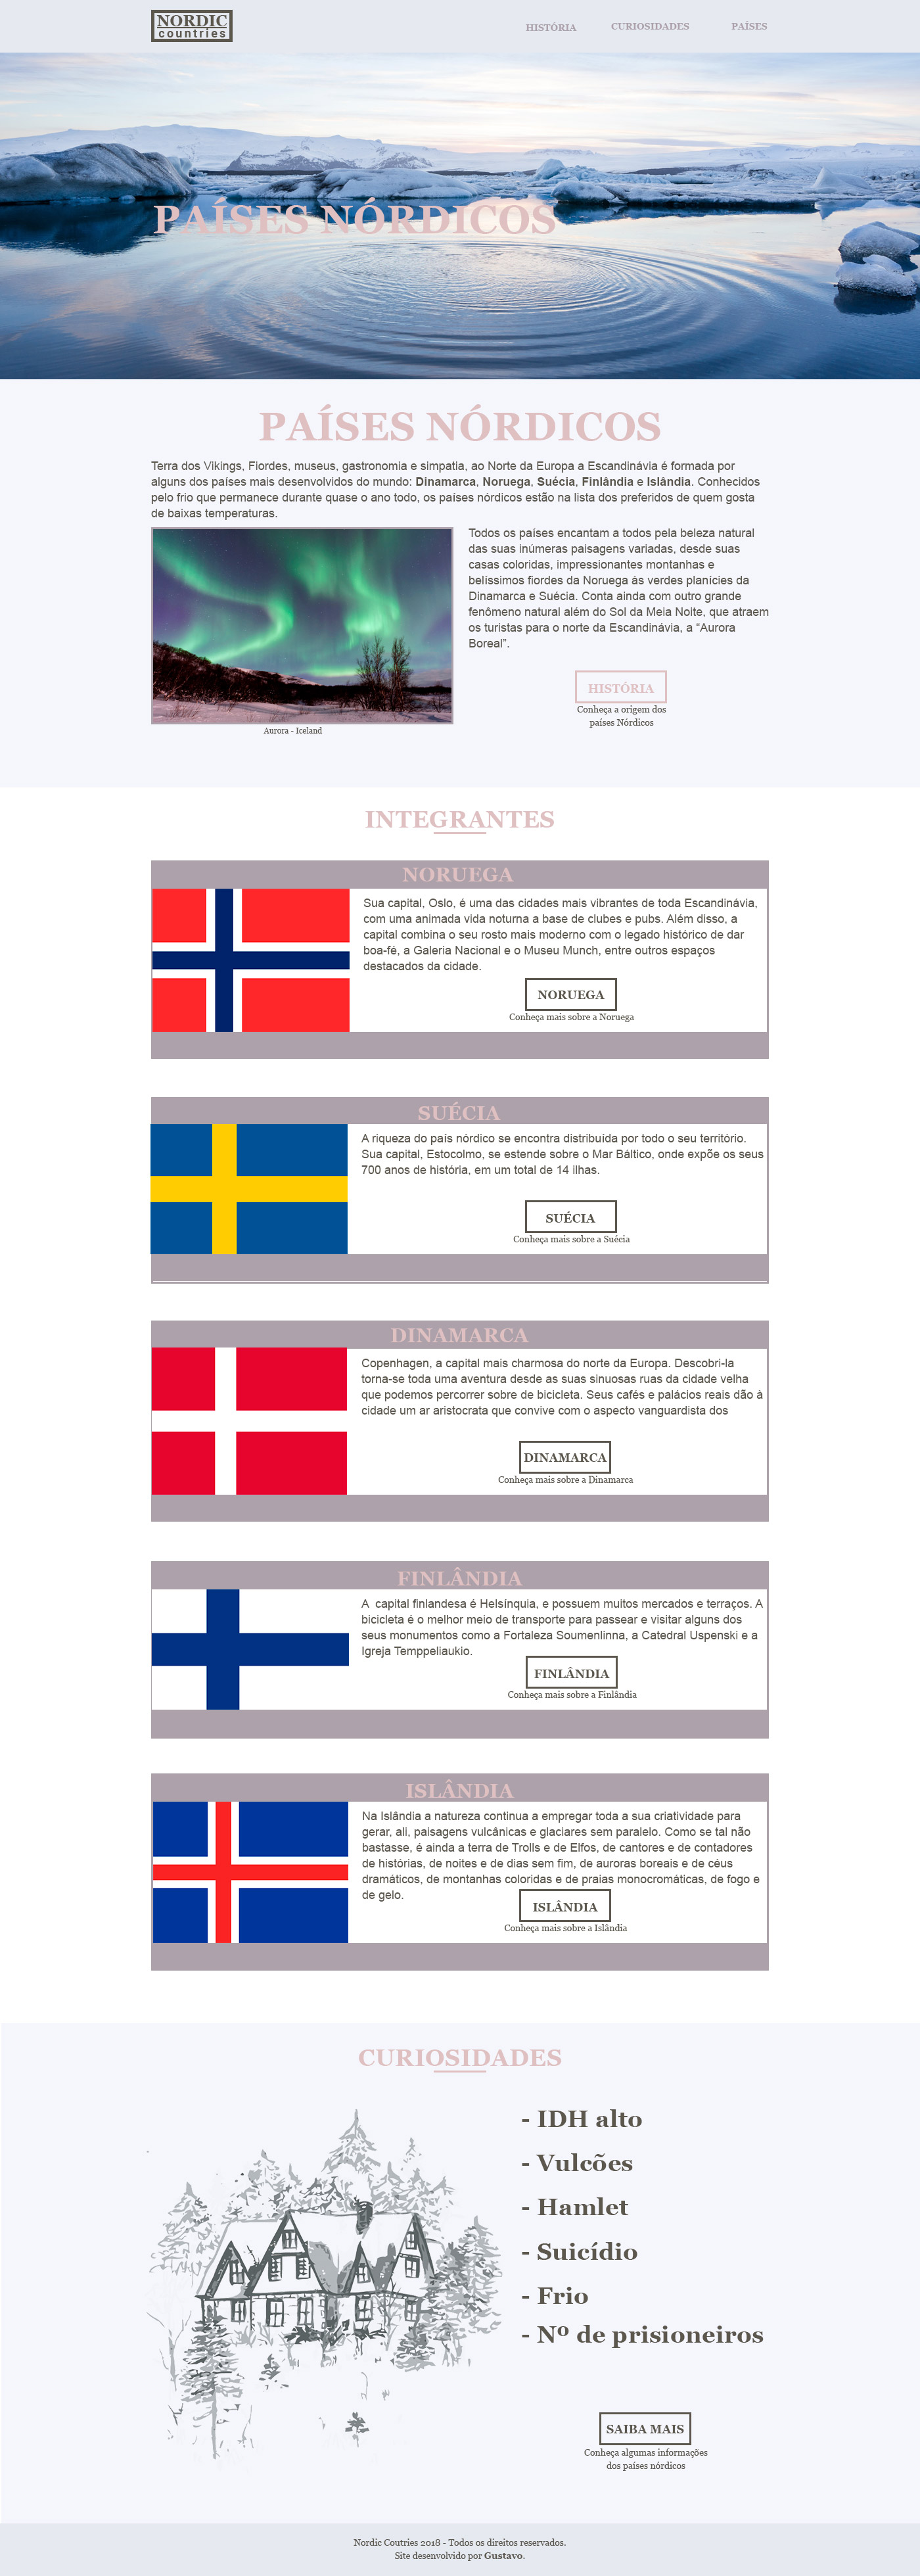 NORDIC
countries
HISTÓRIA
CURIOSIDADES
PAÍSES
PAÍSES NÓRDICOS
PAÍSES NÓRDICOS
Terra dos Vikings, Fiordes, museus, gastronomia e simpatia, ao Norte da Europa a Escandinávia é formada por
alguns dos países mais desenvolvidos do mundo: Dinamarca, Noruega, Suécia, Finlândia e Islândia. Conhecidos
pelo frio que permanece durante quase o ano todo, os países nórdicos estão na lista dos preferidos de quem gosta
de baixas temperaturas.
Todos os países encantam a todos pela beleza natural
das suas inúmeras paisagens variadas, desde suas
casas coloridas, impressionantes montanhas e
belíssimos fiordes da Noruega às verdes planícies da
Dinamarca e Suécia. Conta ainda com outro grande
fenômeno natural além do Sol da Meia Noite, que atraem
os turistas para o norte da Escandinávia, a “Aurora
Boreal”.
HISTÓRIA
Conheça a origem dos
países Nórdicos
Aurora - Iceland
INTEGRANTES
NORUEGA
Sua capital, Oslo, é uma das cidades mais vibrantes de toda Escandinávia,
com uma animada vida noturna a base de clubes e pubs. Além disso, a
capital combina o seu rosto mais moderno com o legado histórico de dar
boa-fé, a Galeria Nacional e o Museu Munch, entre outros espaços
destacados da cidade.
NORUEGA
Conheça mais sobre a Noruega
SUÉCIA
A riqueza do país nórdico se encontra distribuída por todo o seu território.
Sua capital, Estocolmo, se estende sobre o Mar Báltico, onde expõe os seus
700 anos de história, em um total de 14 ilhas.
SUÉCIA
Conheça mais sobre a Suécia
DINAMARCA
Copenhagen, a capital mais charmosa do norte da Europa. Descobri-la
torna-se toda uma aventura desde as suas sinuosas ruas da cidade velha
que podemos percorrer sobre de bicicleta. Seus cafés e palácios reais dão à
cidade um ar aristocrata que convive com o aspecto vanguardista dos
DINAMARCA
Conheça mais sobre a Dinamarca
FINLÂNDIA
A  capital finlandesa é Helsínquia, e possuem muitos mercados e terraços. A
bicicleta é o melhor meio de transporte para passear e visitar alguns dos
seus monumentos como a Fortaleza Soumenlinna, a Catedral Uspenski e a
Igreja Temppeliaukio.
FINLÂNDIA
Conheça mais sobre a Finlândia
ISLÂNDIA
Na Islândia a natureza continua a empregar toda a sua criatividade para
gerar, ali, paisagens vulcânicas e glaciares sem paralelo. Como se tal não
bastasse, é ainda a terra de Trolls e de Elfos, de cantores e de contadores
de histórias, de noites e de dias sem fim, de auroras boreais e de céus
dramáticos, de montanhas coloridas e de praias monocromáticas, de fogo e
de gelo.
ISLÂNDIA
Conheça mais sobre a Islândia
CURIOSIDADES
- IDH alto
- Vulcões
- Hamlet
- Suicídio
- Frio
- Nº de prisioneiros
SAIBA MAIS
Conheça algumas informações
dos países nórdicos
Nordic Coutries 2018 - Todos os direitos reservados.
Site desenvolvido por Gustavo.